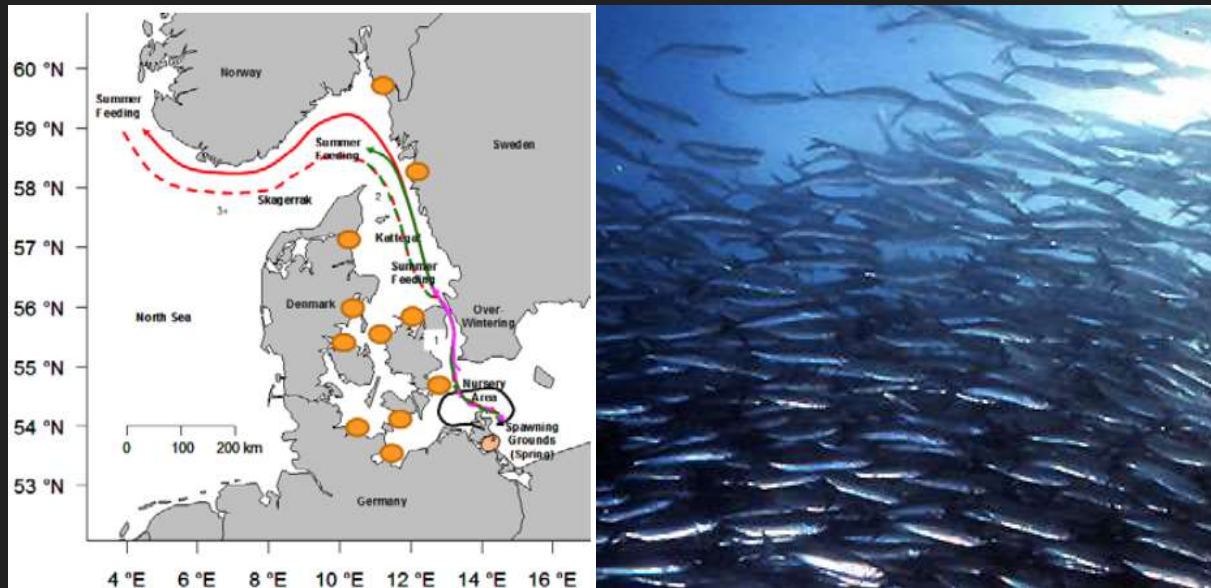 60 °N
59 °N
58 °N
57 °N
56 °N
55 °N
54 °N
53 °N
Norway
Summer
Feeding
Summer
Feeding
Sweden
Skagerrak
3+
2
Kattegat
Summer
Feeding
Denmark
North Sea
Over
Wintering
1
Nursery
Area
Spawning
Grounds
(Spring)
0 100 200 km
Germany
4 °E 6 °E 8 °E 10 °E 12 °E 14 °E 16 °E